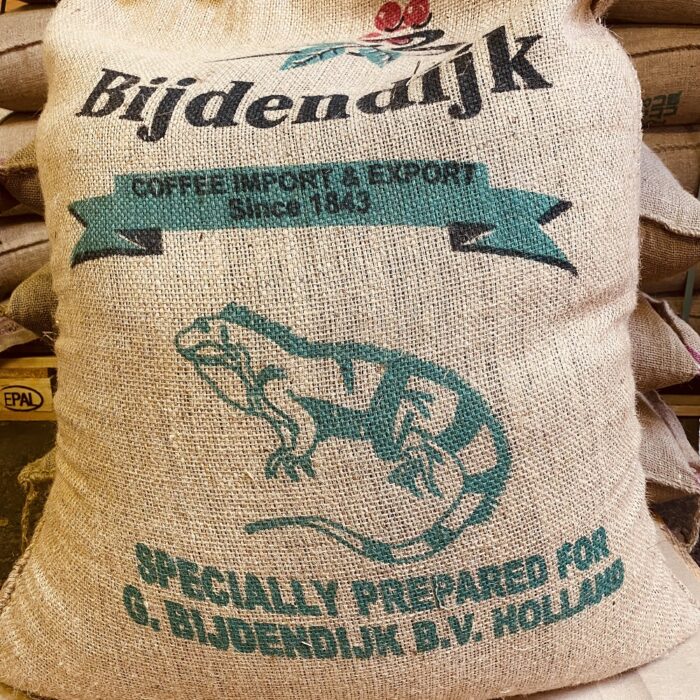 Bijdendijk
COFFEE IMPORT & EXPORT
Since 1843
EPAL
SPECIALLY PREPARED FOR
G. BIJDENDIJK B.V. HOLLAND